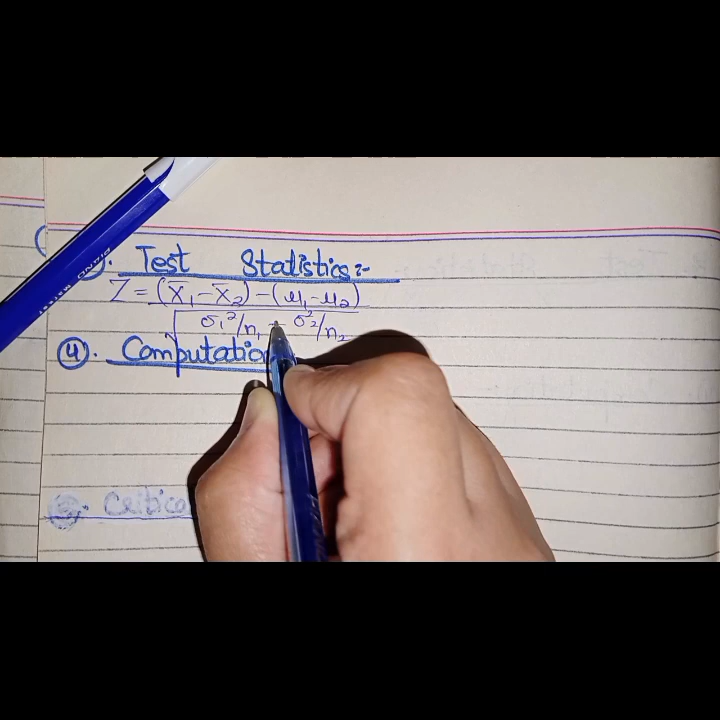 Test Statistics:-
Z = (X̄₁-X̄₂)-(μ₁-μ₂)
√σ₁²/n₁ + σ₂²/n₂
4. Computation